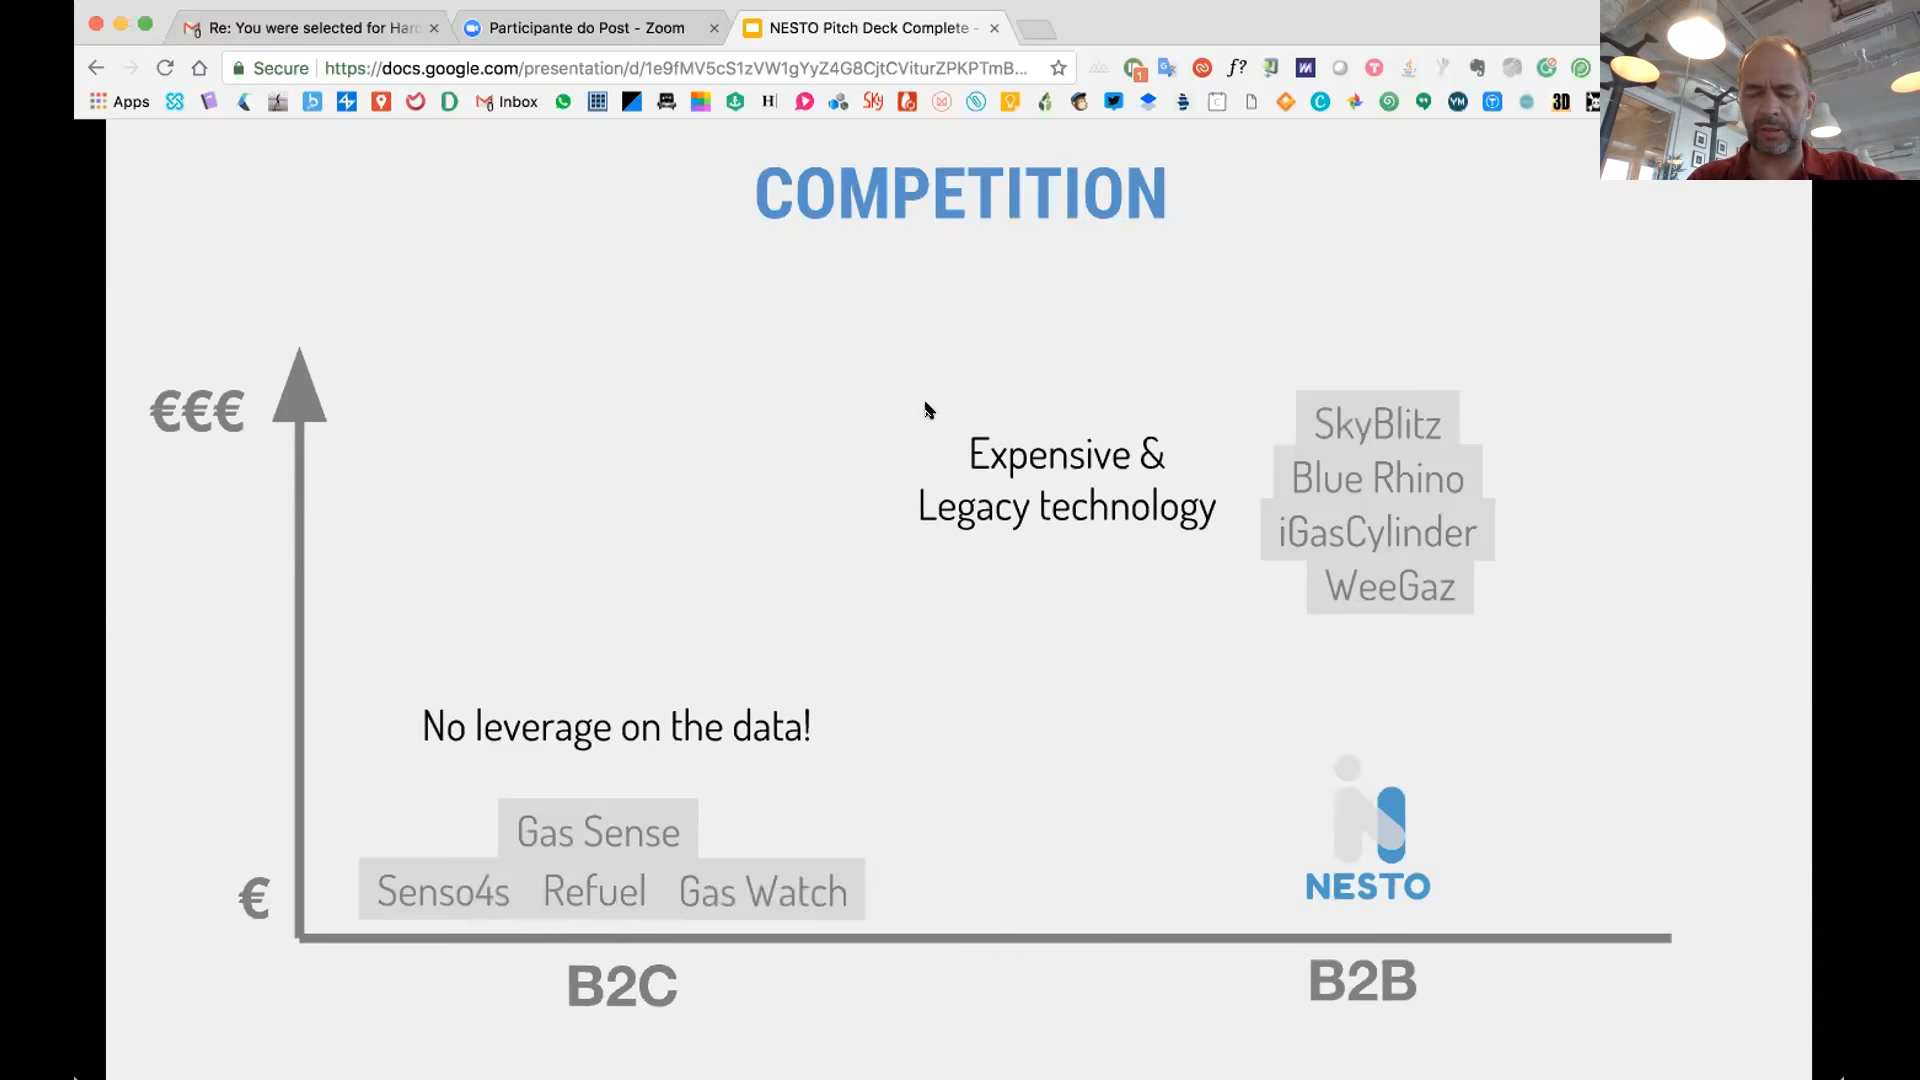 Re: You were selected for Hard
Participante do Post - Zoom
NESTO Pitch Deck Complete -
Secure
https://docs.google.com/presentation/d/1e9fMV5cS1zVW1gYyZ4G8CjtCViturZPKPTmB...
Apps
Inbox
COMPETITION
€€€
SkyBlitz
Expensive &
Blue Rhino
Legacy technology
iGasCylinder
WeeGaz
No leverage on the data!
Gas Sense
€
Senso4s Refuel Gas Watch
NESTO
B2C
B2B